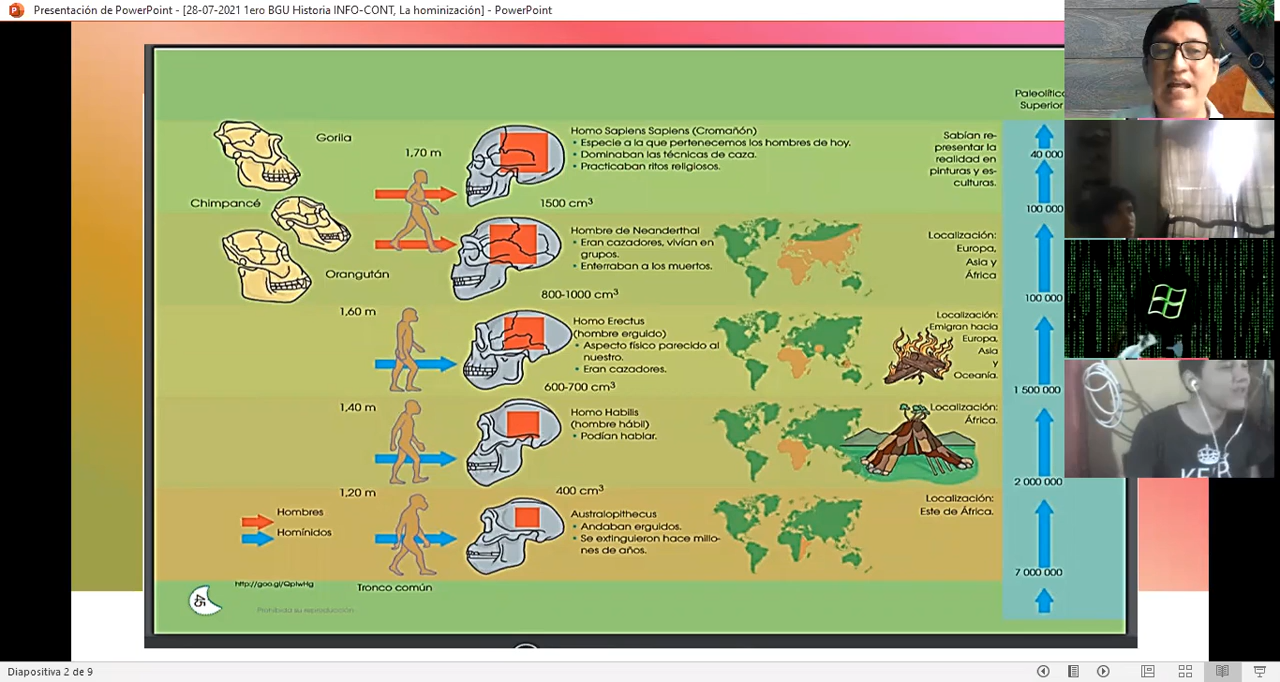 Presentación de PowerPoint - [28-07-2021 1ero BGU Historia INFO-CONT, La hominización] - PowerPoint
Paleolítico
Superior
Gorila
1,70 m
Homo Sapiens Sapiens (Cromañón)
• Especie a la que pertenecemos los hombres de hoy.
• Dominaban las técnicas de caza.
• Practicaban ritos religiosos.
Sabían re-
presentar la
realidad en
pinturas y es-
culturas.
40 000
Chimpancé
1500 cm³
100 000
Orangután
Hombre de Neanderthal
• Eran cazadores, vivían en
grupos.
• Enterraban a los muertos.
Localización:
Europa,
Asia y
África
800-1000 cm³
100 000
1,60 m
Homo Erectus
(hombre erguido)
• Aspecto físico parecido al
nuestro.
• Eran cazadores.
Localización:
Emigran hacia
Europa,
Asia
y
Oceanía.
600-700 cm³
1 500 000
1,40 m
Homo Habilis
(hombre hábil)
• Podían hablar.
Localización:
África.
2 000 000
1,20 m
400 cm³
Australopithecus
• Andaban erguidos.
• Se extinguieron hace millo-
nes de años.
Localización:
Este de África.
Hombres
Homínidos
7 000 000
http://goo.gl/QpIwHg
Tronco común
45
Prohibida su reproducción
KEEP
Diapositiva 2 de 9